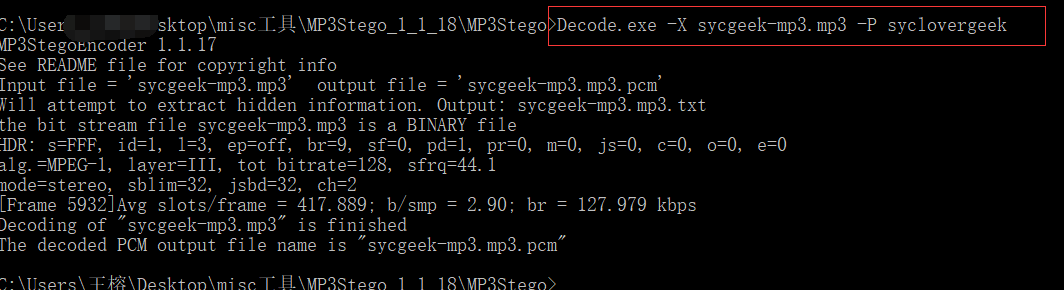 C:\Users\ sktop\misc工具\MP3Stego_1_1_18\MP3Stego>Decode.exe -X sycgeek-mp3.mp3 -P syclovergeek
MP3StegoEncoder 1.1.17
See README file for copyright info
Input file = 'sycgeek-mp3.mp3'  output file = 'sycgeek-mp3.mp3.pcm'
Will attempt to extract hidden information. Output: sycgeek-mp3.mp3.txt
the bit stream file sycgeek-mp3.mp3 is a BINARY file
HDR: s=FFF, id=1, l=3, ep=off, br=9, sf=0, pd=1, pr=0, m=0, js=0, c=0, o=0, e=0
alg.=MPEG-1, layer=III, tot bitrate=128, sfrq=44.1
mode=stereo, sblim=32, jsbd=32, ch=2
[Frame 5932]Avg slots/frame = 417.889; b/smp = 2.90; br = 127.979 kbps
Decoding of "sycgeek-mp3.mp3" is finished
The decoded PCM output file name is "sycgeek-mp3.mp3.pcm"
C:\Users\王榕\Desktop\misc工具\MP3Stego_1_1_18\MP3Stego>